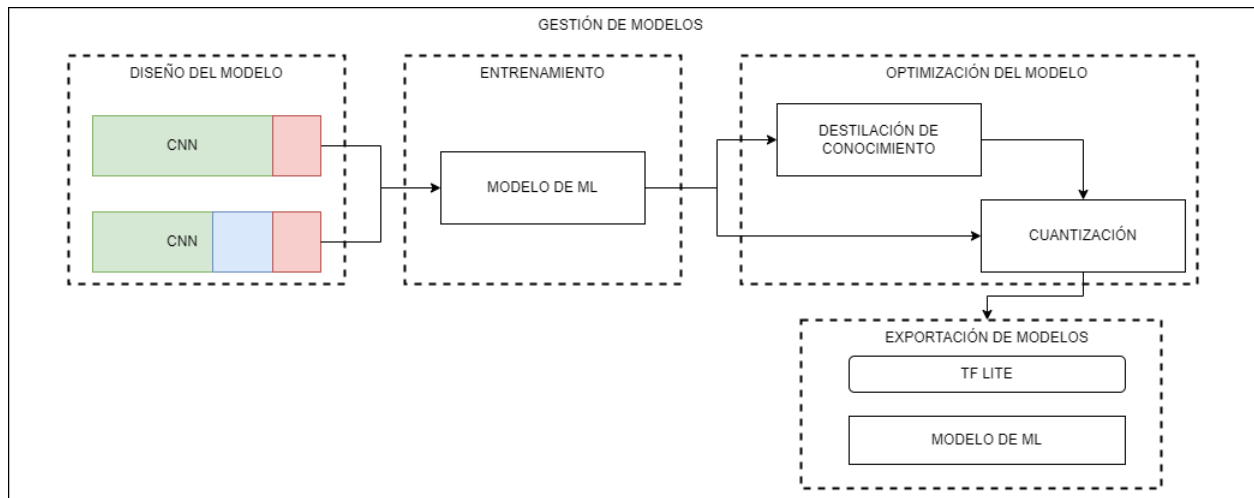 GESTIÓN DE MODELOS
DISEÑO DEL MODELO
CNN
CNN
ENTRENAMIENTO
MODELO DE ML
OPTIMIZACIÓN DEL MODELO
DESTILACIÓN DE
CONOCIMIENTO
CUANTIZACIÓN
EXPORTACIÓN DE MODELOS
TF LITE
MODELO DE ML